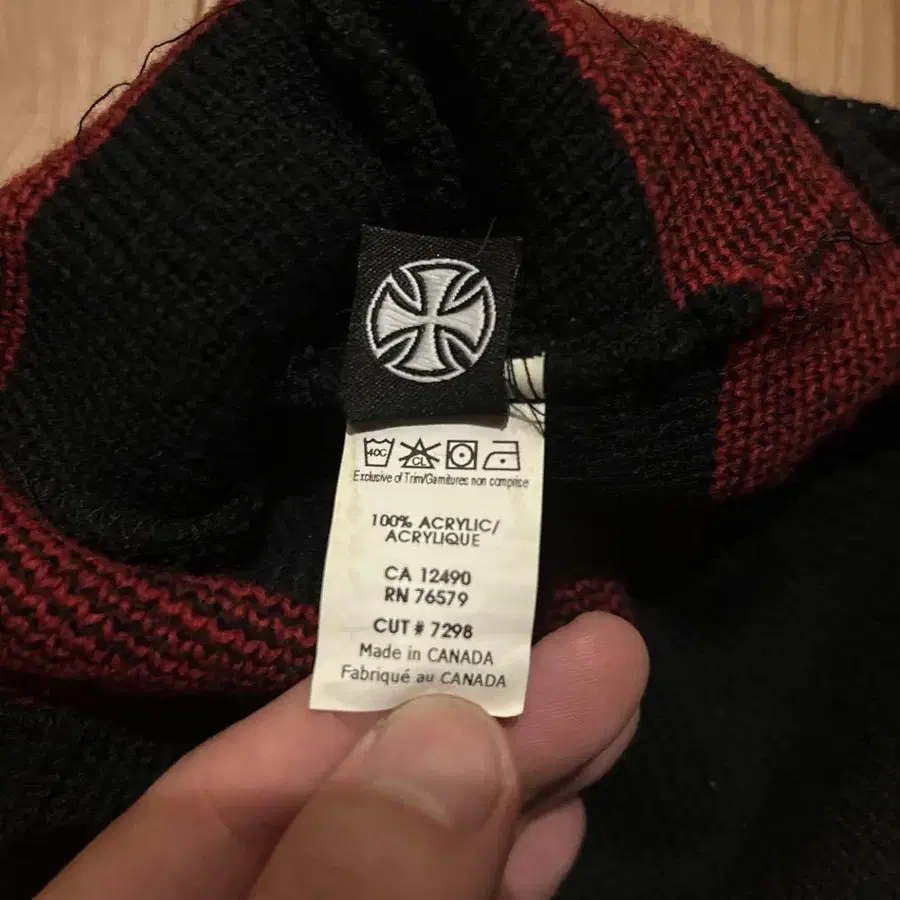 40C CL
Exclusive of Trim/Garnitures non comprise
100% ACRYLIC/
ACRYLIQUE
CA 12490
RN 76579
CUT # 7298
Made in CANADA
Fabriqué au CANADA